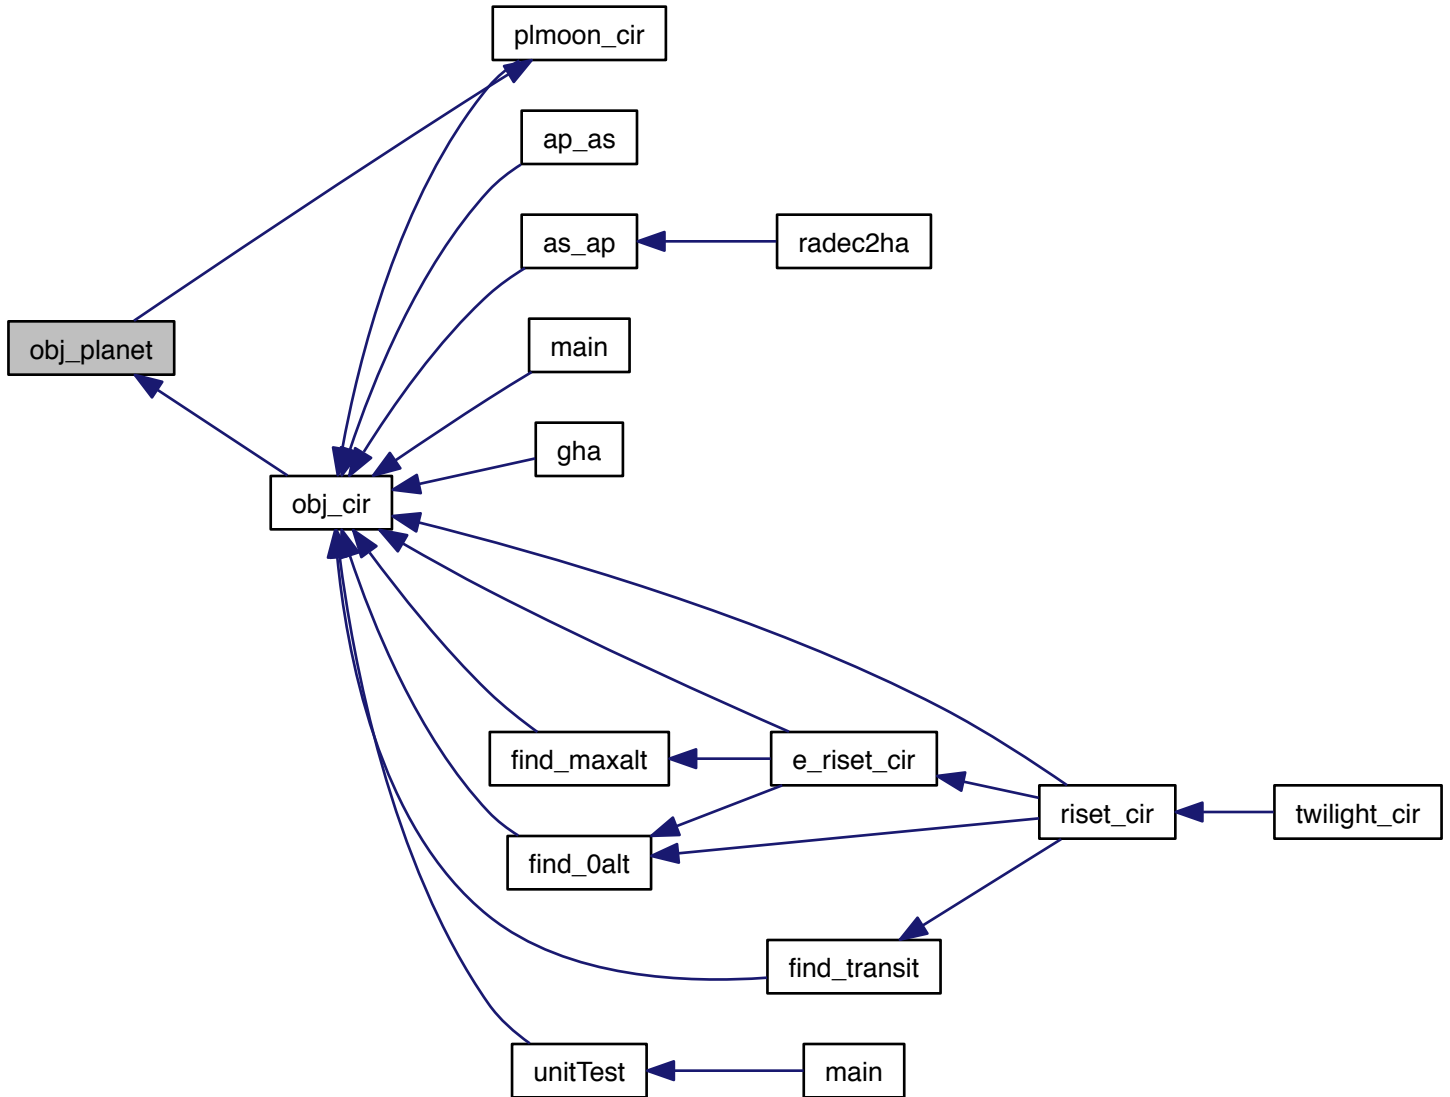 plmoon_cir
ap_as
as_ap
radec2ha
main
obj_planet
gha
obj_cir
find_maxalt
e_riset_cir
riset_cir
twilight_cir
find_0alt
find_transit
unitTest
main